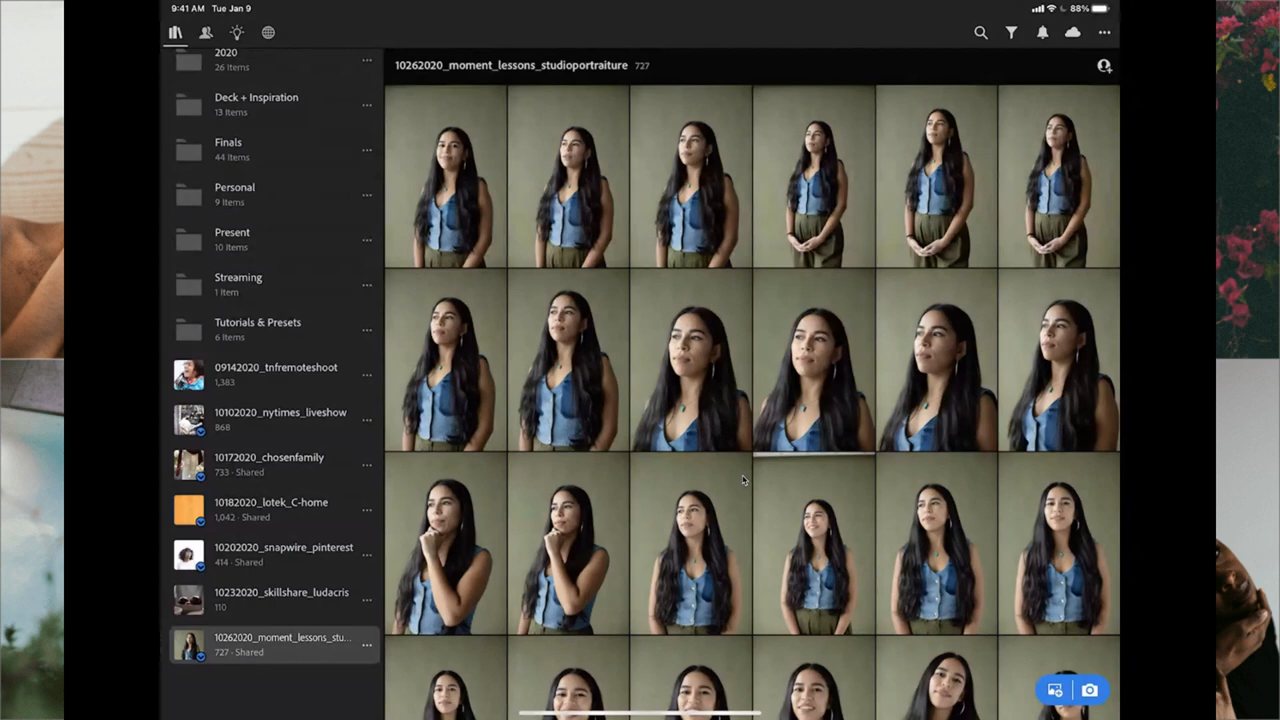 9:41 AM Tue Jan 9
88%
10262020_moment_lessons_studioportraiture 727
2020
26 Items
Deck + Inspiration
13 Items
Finals
44 Items
Personal
9 Items
Present
10 Items
Streaming
1 Item
Tutorials & Presets
6 Items
09142020_tnfremoteshoot
1,383
10102020_nytimes_liveshow
868
10172020_chosenfamily
733 · Shared
10182020_lotek_C-home
1,042 · Shared
10202020_snapwire_pinterest
414 · Shared
10232020_skillshare_ludacris
110
10262020_moment_lessons_stu...
727 · Shared